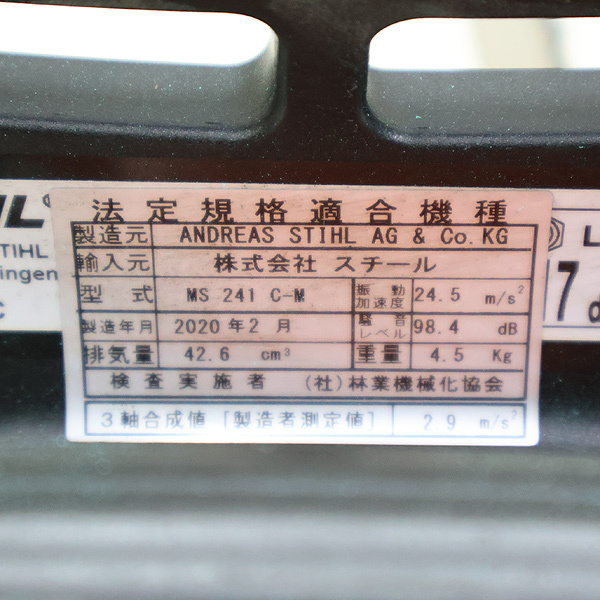 法定規格適合機種
製造元 ANDREAS STIHL AG & Co.KG
輸入元 株式会社 スチール
型式 MS 241 C-M 振動加速度 24.5 m/s²
製造年月 2020年2月 騒音レベル 98.4 dB
排気量 42.6 cm³ 重量 4.5 Kg
検査実施者 (社)林業機械化協会
3軸合成値 [製造者測定値] 2.9 m/s²
IL®
STIHL
ingen
C
L
7 d